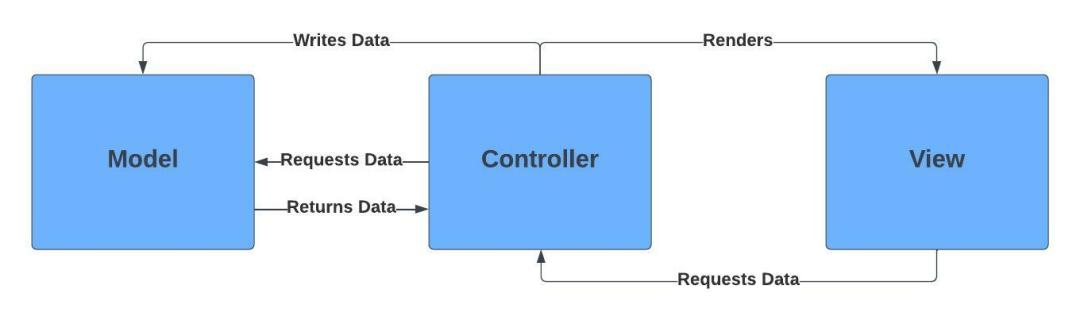 Writes Data
Renders
Model
Requests Data
Controller
View
Returns Data
Requests Data